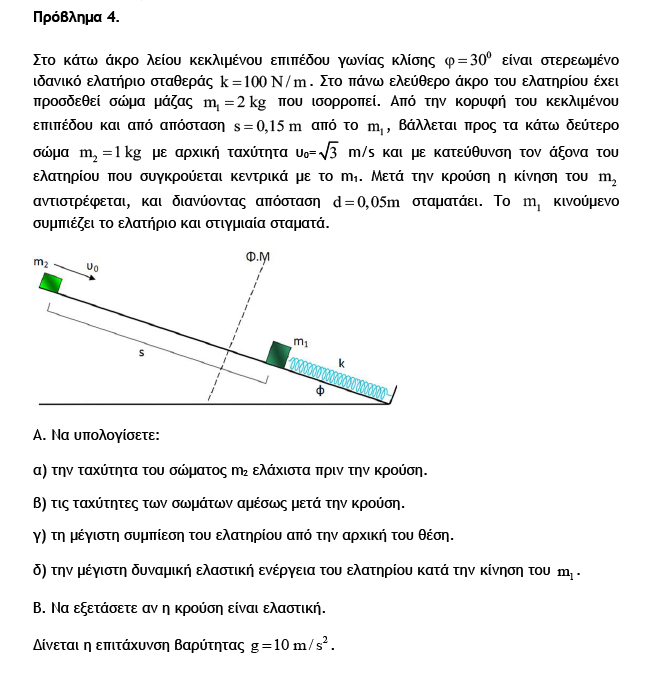 Πρόβλημα 4.
Στο κάτω άκρο λείου κεκλιμένου επιπέδου γωνίας κλίσης φ = 30⁰ είναι στερεωμένο
ιδανικό ελατήριο σταθεράς k = 100 N / m . Στο πάνω ελεύθερο άκρο του ελατηρίου έχει
προσδεθεί σώμα μάζας m₁ = 2 kg που ισορροπεί. Από την κορυφή του κεκλιμένου
επιπέδου και από απόσταση s = 0,15 m από το m₁ , βάλλεται προς τα κάτω δεύτερο
σώμα m₂ = 1 kg με αρχική ταχύτητα υ₀=√3 m/s και με κατεύθυνση τον άξονα του
ελατηρίου που συγκρούεται κεντρικά με το m₁. Μετά την κρούση η κίνηση του m₂
αντιστρέφεται, και διανύοντας απόσταση d = 0,05m σταματάει. Το m₁ κινούμενο
συμπιέζει το ελατήριο και στιγμιαία σταματά.
Φ.Μ
m₂
υ₀
m₁
s
k
ϕ
Α. Να υπολογίσετε:
α) την ταχύτητα του σώματος m₂ ελάχιστα πριν την κρούση.
β) τις ταχύτητες των σωμάτων αμέσως μετά την κρούση.
γ) τη μέγιστη συμπίεση του ελατηρίου από την αρχική του θέση.
δ) την μέγιστη δυναμική ελαστική ενέργεια του ελατηρίου κατά την κίνηση του m₁ .
Β. Να εξετάσετε αν η κρούση είναι ελαστική.
Δίνεται η επιτάχυνση βαρύτητας g = 10 m / s² .